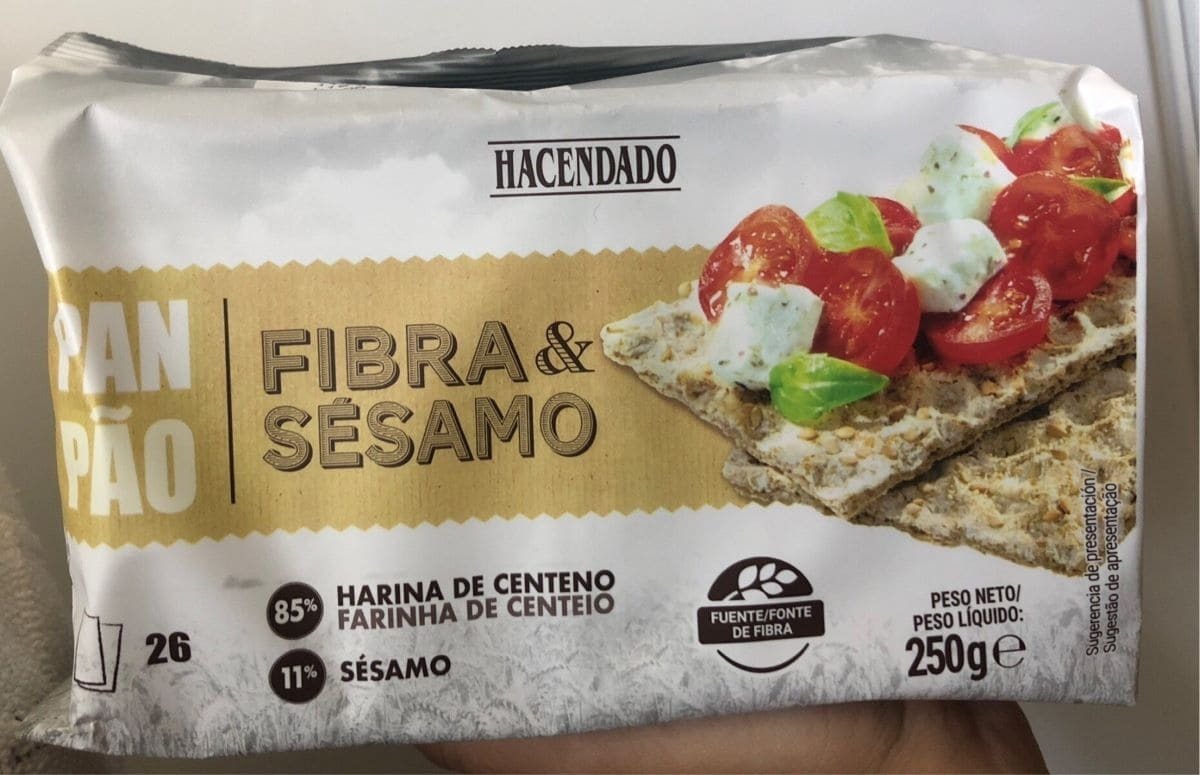 HACENDADO
PAN
PÃO
FIBRA &
SÉSAMO
85% HARINA DE CENTENO
FARINHA DE CENTEIO
26
11% SÉSAMO
FUENTE/FONTE
DE FIBRA
PESO NETO/
PESO LÍQUIDO:
250g e
Sugerencia de presentación/
Sugestão de apresentação